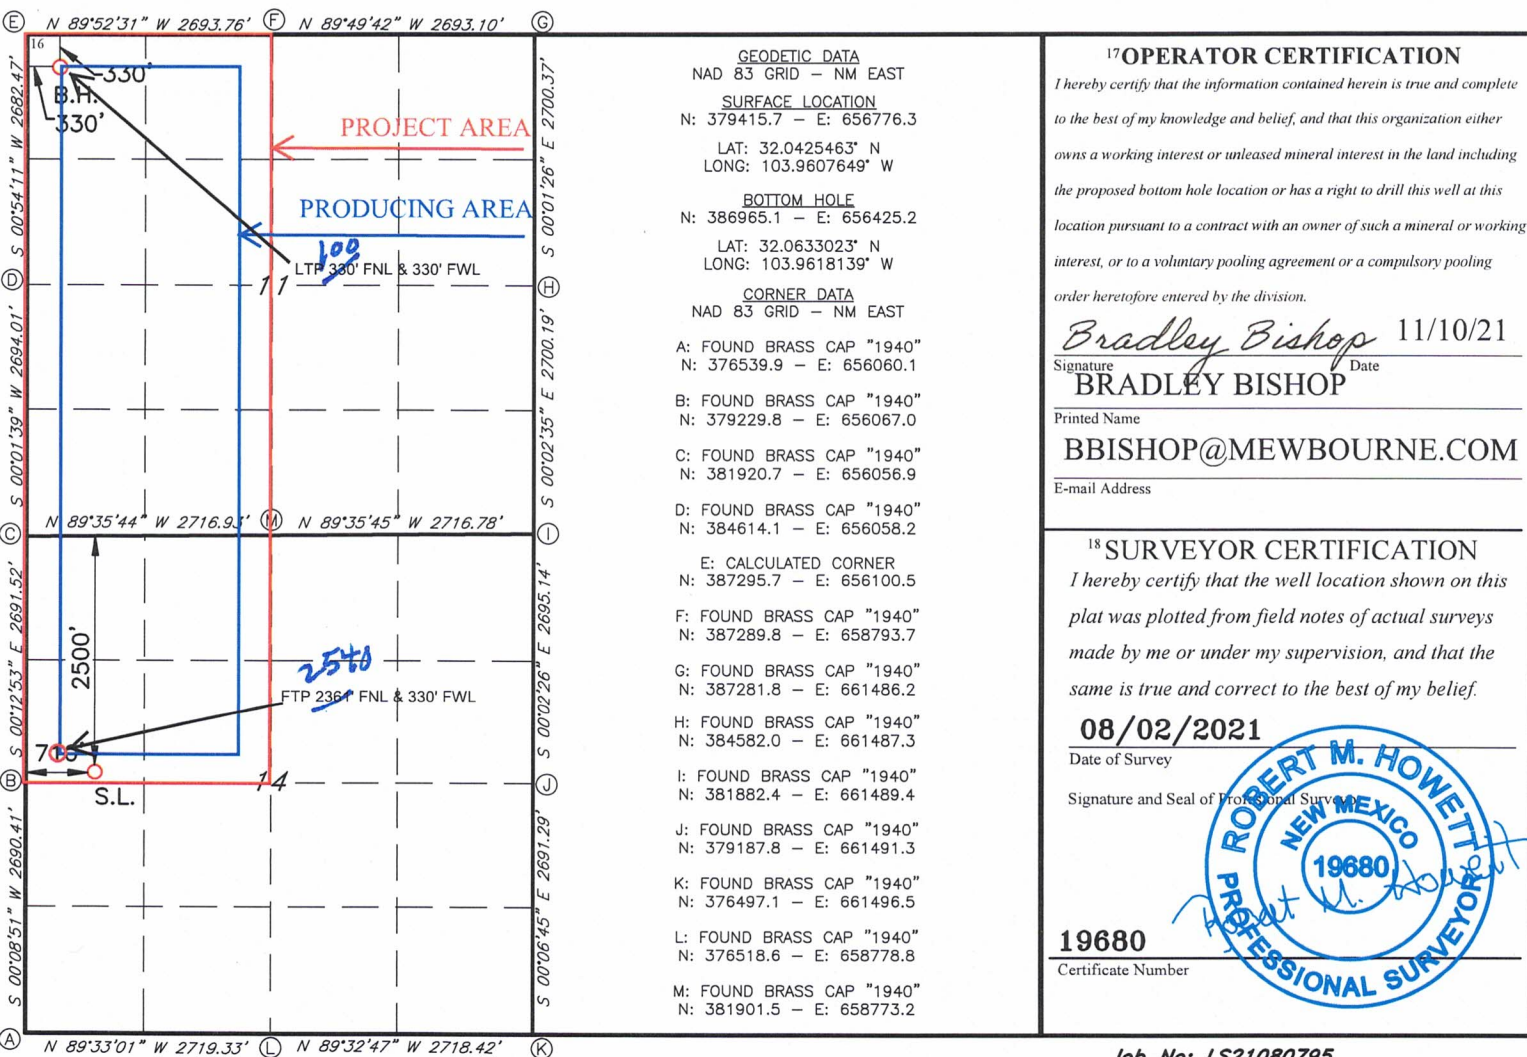 E N 89°52'31" W 2693.76' F N 89°49'42" W 2693.10' G
16
330'
B.H.
330'
S 00°54'11" W 2682.47'
S 00°01'39" W 2694.01'
S 00°12'53" E 2691.52'
S 00°08'51" W 2690.41'
PROJECT AREA
PRODUCING AREA
100
LTP 330' FNL & 330' FWL
11
D
H
S 00°01'26" E 2700.37'
S 00°02'35" E 2700.19'
S 00°02'26" E 2695.14'
S 00°06'45" E 2691.29'
N 89°35'44" W 2716.93' M N 89°35'45" W 2716.78'
C
I
2500'
2540
FTP 2361' FNL & 330' FWL
B
14
J
S.L.
A N 89°33'01" W 2719.33' L N 89°32'47" W 2718.42' K
GEODETIC DATA
NAD 83 GRID – NM EAST
SURFACE LOCATION
N: 379415.7 – E: 656776.3
LAT: 32.0425463° N
LONG: 103.9607649° W
BOTTOM HOLE
N: 386965.1 – E: 656425.2
LAT: 32.0633023° N
LONG: 103.9618139° W
CORNER DATA
NAD 83 GRID – NM EAST
A: FOUND BRASS CAP "1940"
N: 376539.9 – E: 656060.1
B: FOUND BRASS CAP "1940"
N: 379229.8 – E: 656067.0
C: FOUND BRASS CAP "1940"
N: 381920.7 – E: 656056.9
D: FOUND BRASS CAP "1940"
N: 384614.1 – E: 656058.2
E: CALCULATED CORNER
N: 387295.7 – E: 656100.5
F: FOUND BRASS CAP "1940"
N: 387289.8 – E: 658793.7
G: FOUND BRASS CAP "1940"
N: 387281.8 – E: 661486.2
H: FOUND BRASS CAP "1940"
N: 384582.0 – E: 661487.3
I: FOUND BRASS CAP "1940"
N: 381882.4 – E: 661489.4
J: FOUND BRASS CAP "1940"
N: 379187.8 – E: 661491.3
K: FOUND BRASS CAP "1940"
N: 376497.1 – E: 661496.5
L: FOUND BRASS CAP "1940"
N: 376518.6 – E: 658778.8
M: FOUND BRASS CAP "1940"
N: 381901.5 – E: 658773.2
17 OPERATOR CERTIFICATION
I hereby certify that the information contained herein is true and complete
to the best of my knowledge and belief, and that this organization either
owns a working interest or unleased mineral interest in the land including
the proposed bottom hole location or has a right to drill this well at this
location pursuant to a contract with an owner of such a mineral or working
interest, or to a voluntary pooling agreement or a compulsory pooling
order heretofore entered by the division.
Bradley Bishop 11/10/21
Signature Date
BRADLEY BISHOP
Printed Name
BBISHOP@MEWBOURNE.COM
E-mail Address
18 SURVEYOR CERTIFICATION
I hereby certify that the well location shown on this
plat was plotted from field notes of actual surveys
made by me or under my supervision, and that the
same is true and correct to the best of my belief.
08/02/2021
Date of Survey
Signature and Seal of Professional Surveyor
ROBERT M. HOWETT
NEW MEXICO
19680
PROFESSIONAL SURVEYOR
Robert M. Howett
19680
Certificate Number
Job No: LS21080795